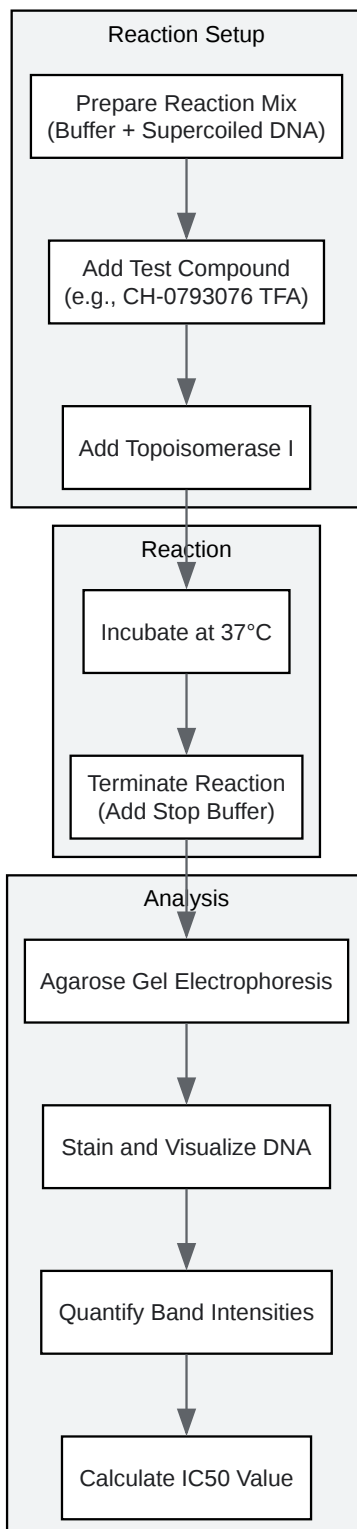 Reaction Setup
Prepare Reaction Mix
(Buffer + Supercoiled DNA)
Add Test Compound
(e.g., CH-0793076 TFA)
Add Topoisomerase I
Reaction
Incubate at 37°C
Terminate Reaction
(Add Stop Buffer)
Analysis
Agarose Gel Electrophoresis
Stain and Visualize DNA
Quantify Band Intensities
Calculate IC50 Value